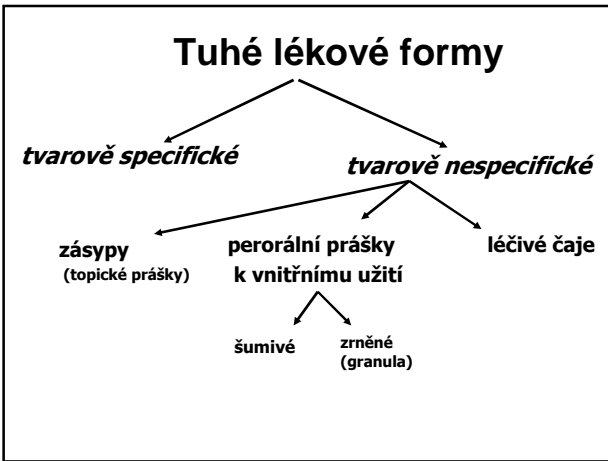 Tuhé lékové formy
tvarově specifické
tvarově nespecifické
zásypy
(topické prášky)
perorální prášky
k vnitřnímu užití
léčivé čaje
šumivé
zrněné
(granula)